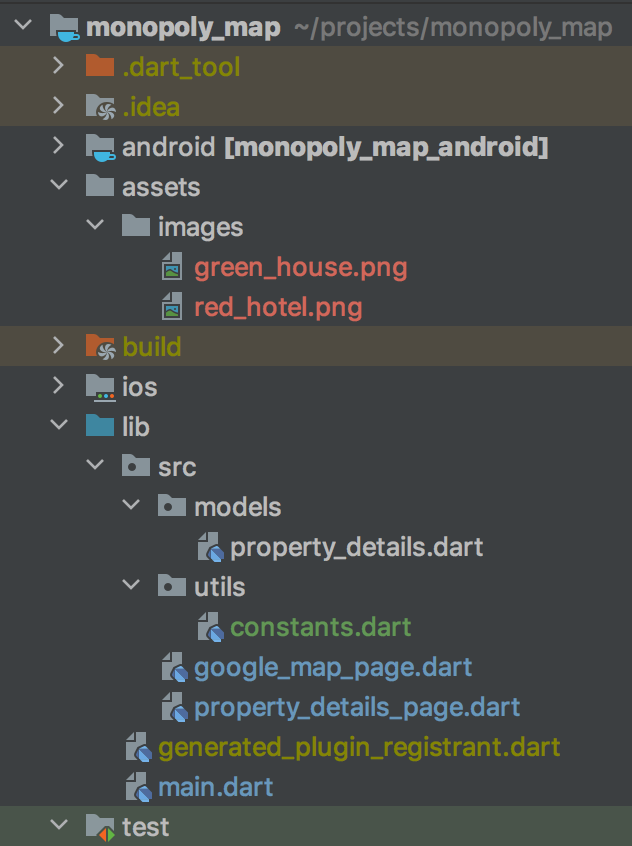 monopoly_map ~/projects/monopoly_map
.dart_tool
.idea
android [monopoly_map_android]
assets
images
green_house.png
red_hotel.png
build
ios
lib
src
models
property_details.dart
utils
constants.dart
google_map_page.dart
property_details_page.dart
generated_plugin_registrant.dart
main.dart
test